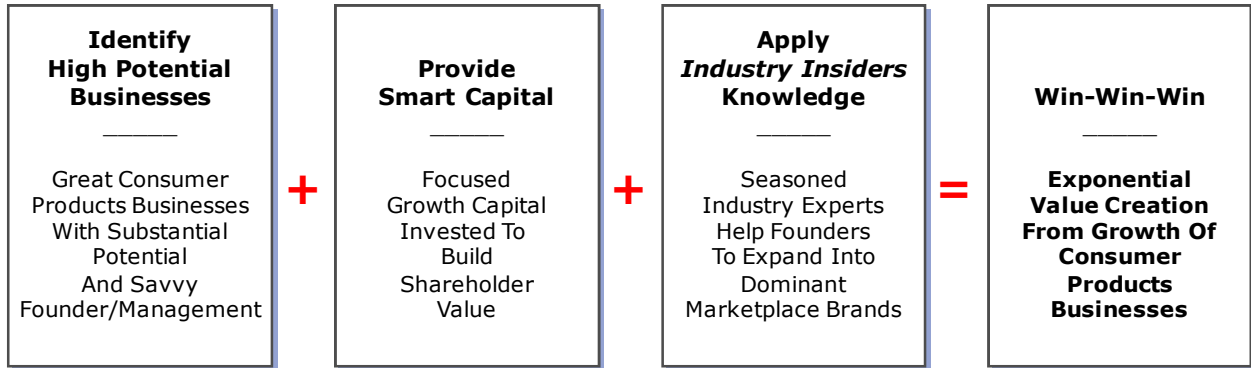 Identify
High Potential
Businesses
_____
Great Consumer
Products Businesses
With Substantial
Potential
And Savvy
Founder/Management
+
Provide
Smart Capital
_____
Focused
Growth Capital
Invested To
Build
Shareholder
Value
+
Apply
Industry Insiders
Knowledge
_____
Seasoned
Industry Experts
Help Founders
To Expand Into
Dominant
Marketplace Brands
=
Win-Win-Win
_____
Exponential
Value Creation
From Growth Of
Consumer
Products
Businesses